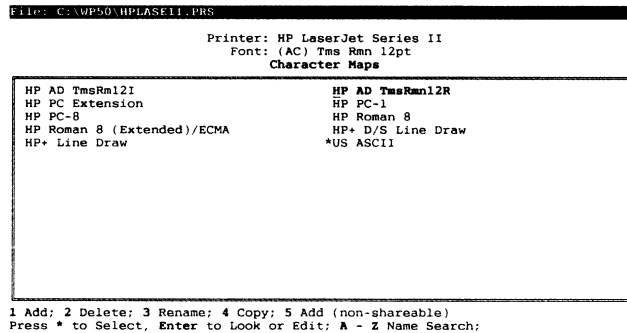 File: C:\WP50\HPLASEII.PRS
Printer: HP LaserJet Series II
Font: (AC) Tms Rmn 12pt
Character Maps
HP AD TmsRm12I HP AD TmsRmn12R
HP PC Extension HP PC-1
HP PC-8 HP Roman 8
HP Roman 8 (Extended)/ECMA HP+ D/S Line Draw
HP+ Line Draw *US ASCII
1 Add; 2 Delete; 3 Rename; 4 Copy; 5 Add (non-shareable)
Press * to Select, Enter to Look or Edit; A - Z Name Search;